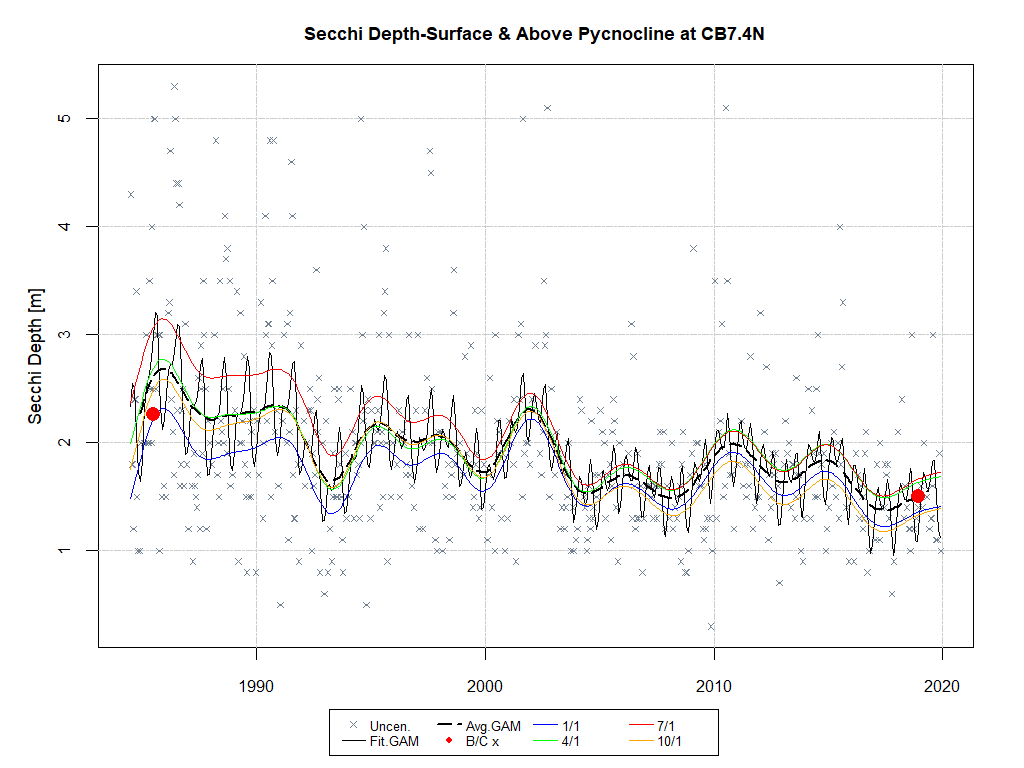 Secchi Depth-Surface & Above Pycnocline at CB7.4N
Secchi Depth [m]
5
4
3
2
1
1990 2000 2010 2020
Uncen. Avg.GAM 1/1 7/1
Fit.GAM B/C x 4/1 10/1